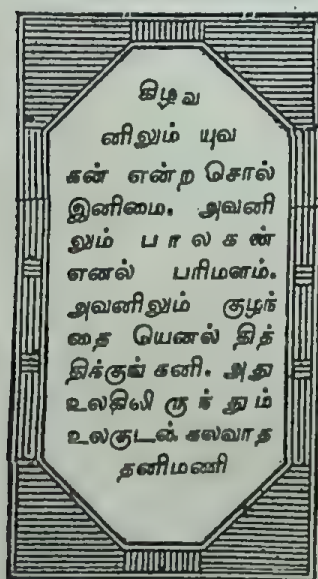 கிழவ
னிலும் யுவ
கன் என்ற சொல்
இனிமை. அவனி
லும் பாலகன்
எனல் பரிமளம்.
அவனிலும் குழந்
தை யெனல் தித்
திக்குங் கனி. அது
உலகிலி ருந்தும்
உலகுடன் கலவாத
தனிமணி